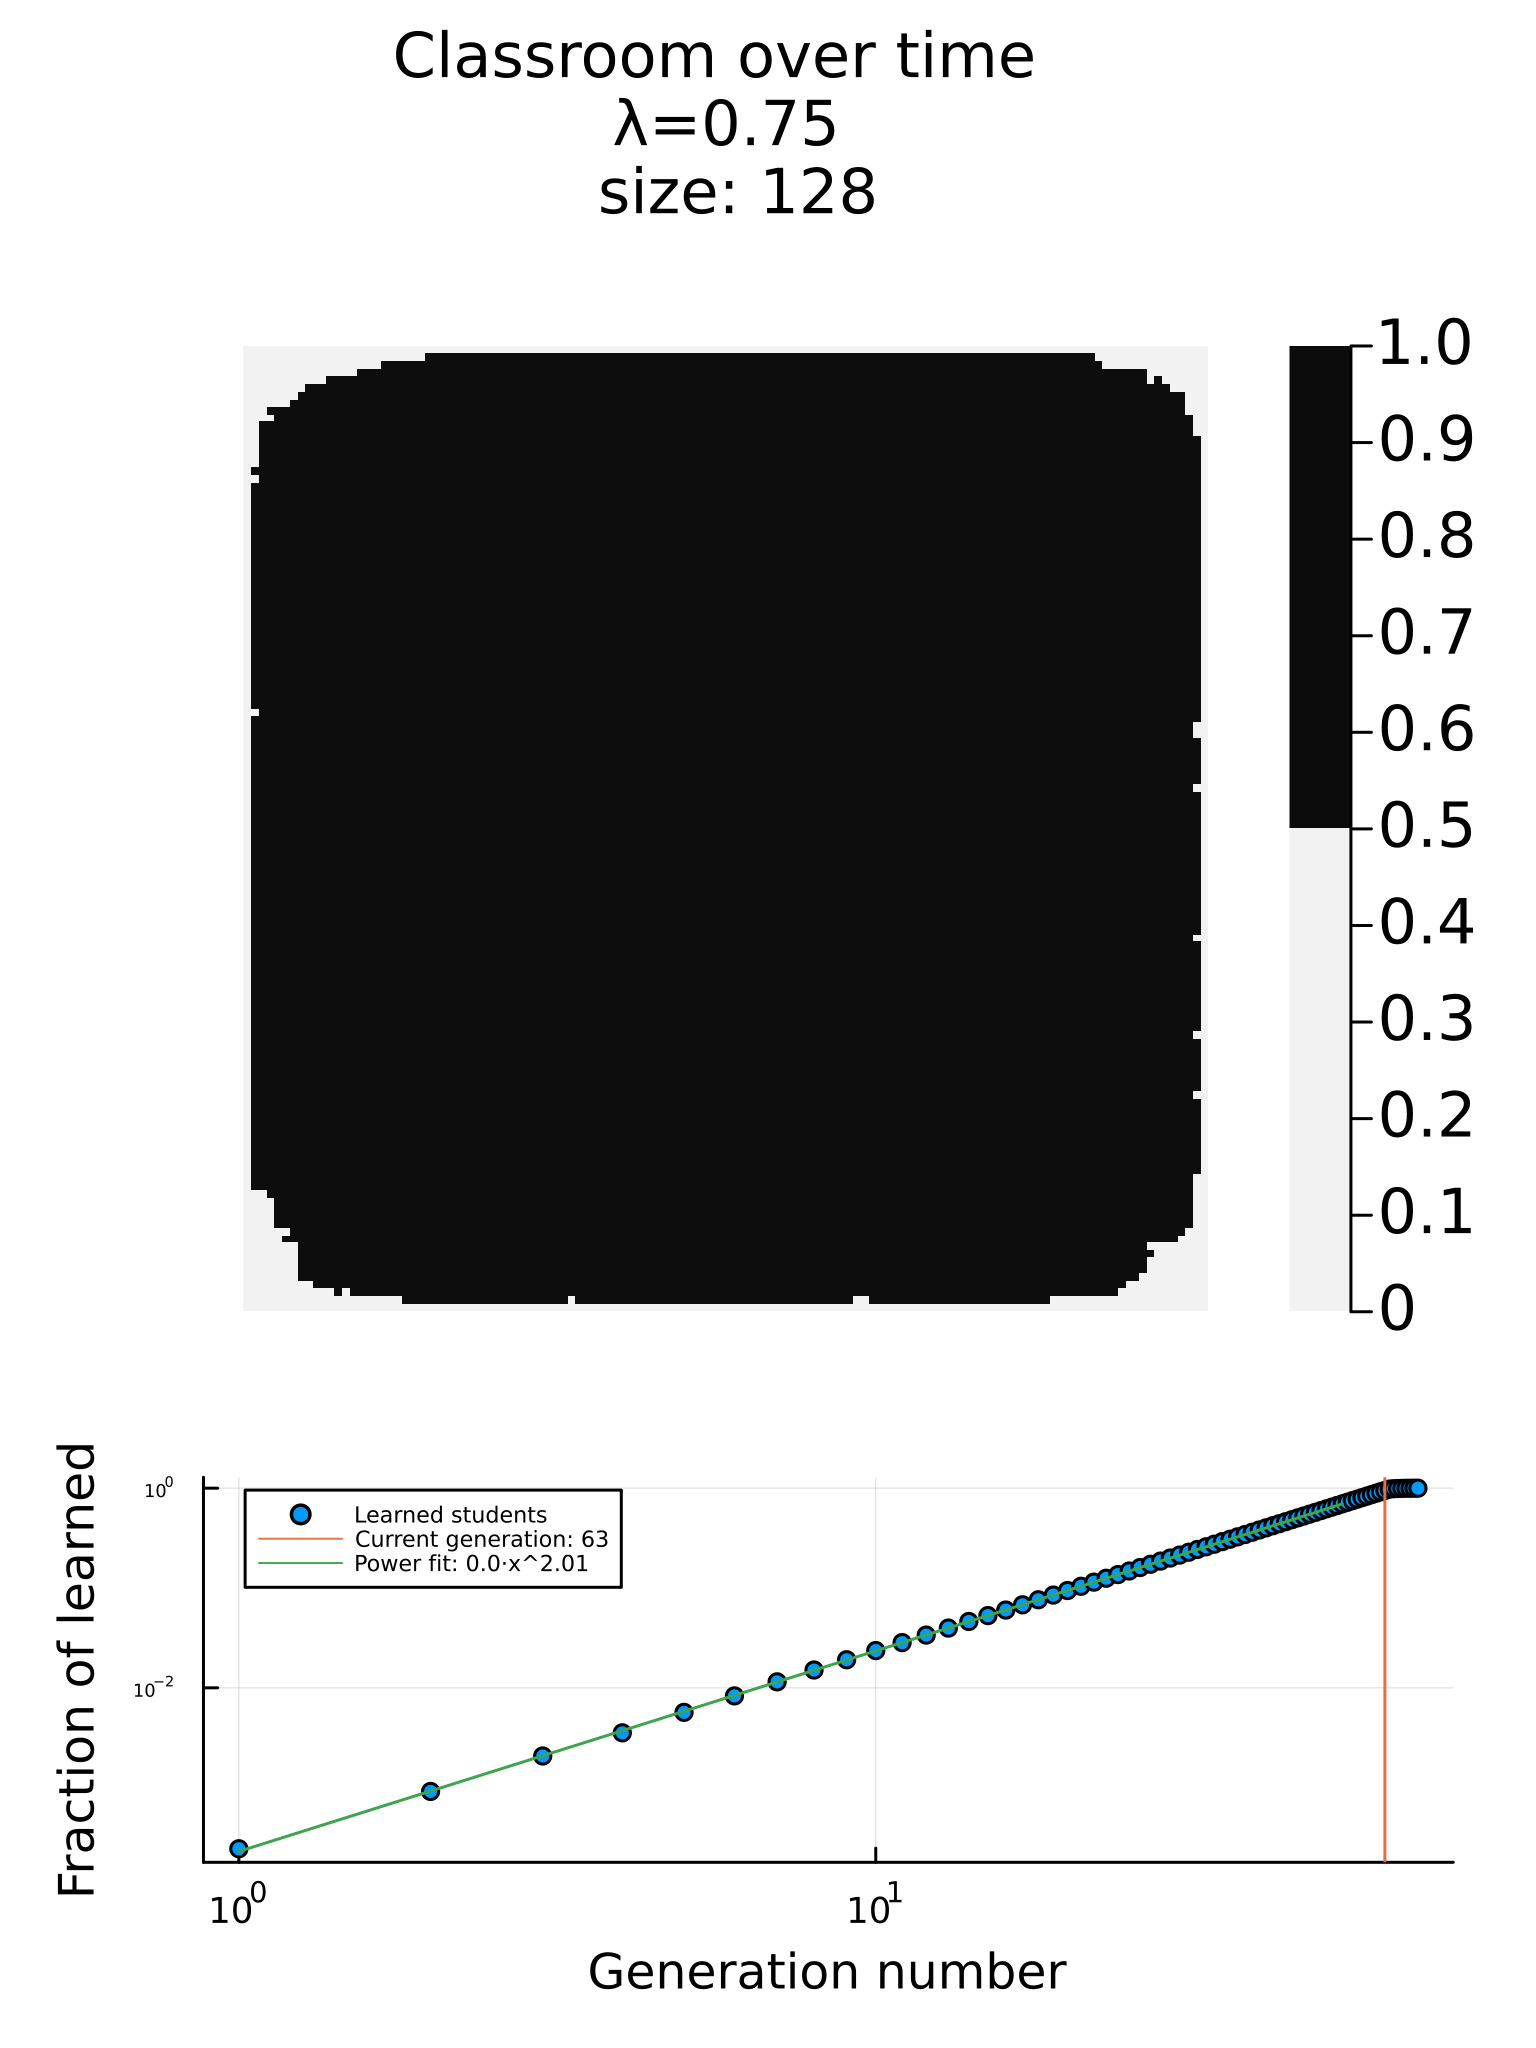 Classroom over time
λ=0.75
size: 128
1.0
0.9
0.8
0.7
0.6
0.5
0.4
0.3
0.2
0.1
0
Fraction of learned
10^0
10^−2
Learned students
Current generation: 63
Power fit: 0.0·x^2.01
10^0
10^1
Generation number